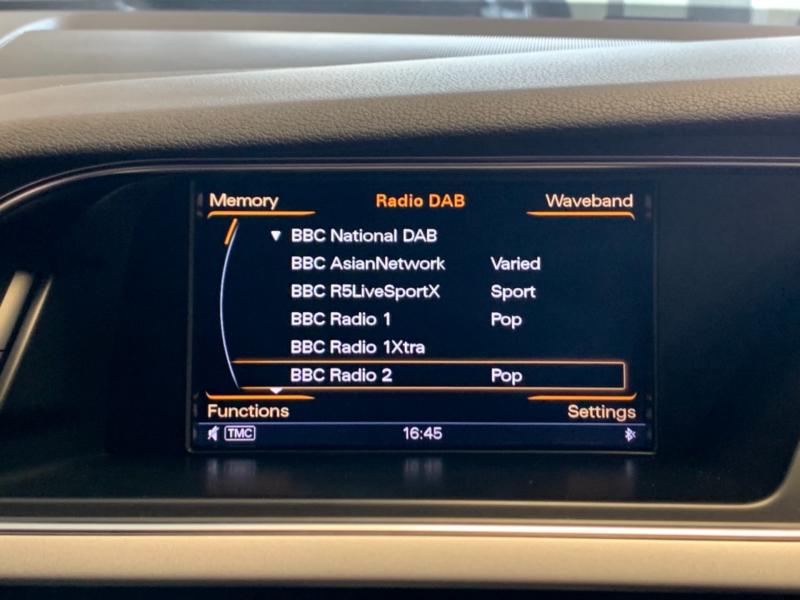 Memory Radio DAB Waveband
BBC National DAB
BBC AsianNetwork Varied
BBC R5LiveSportX Sport
BBC Radio 1 Pop
BBC Radio 1Xtra
BBC Radio 2 Pop
Functions Settings
TMC 16:45